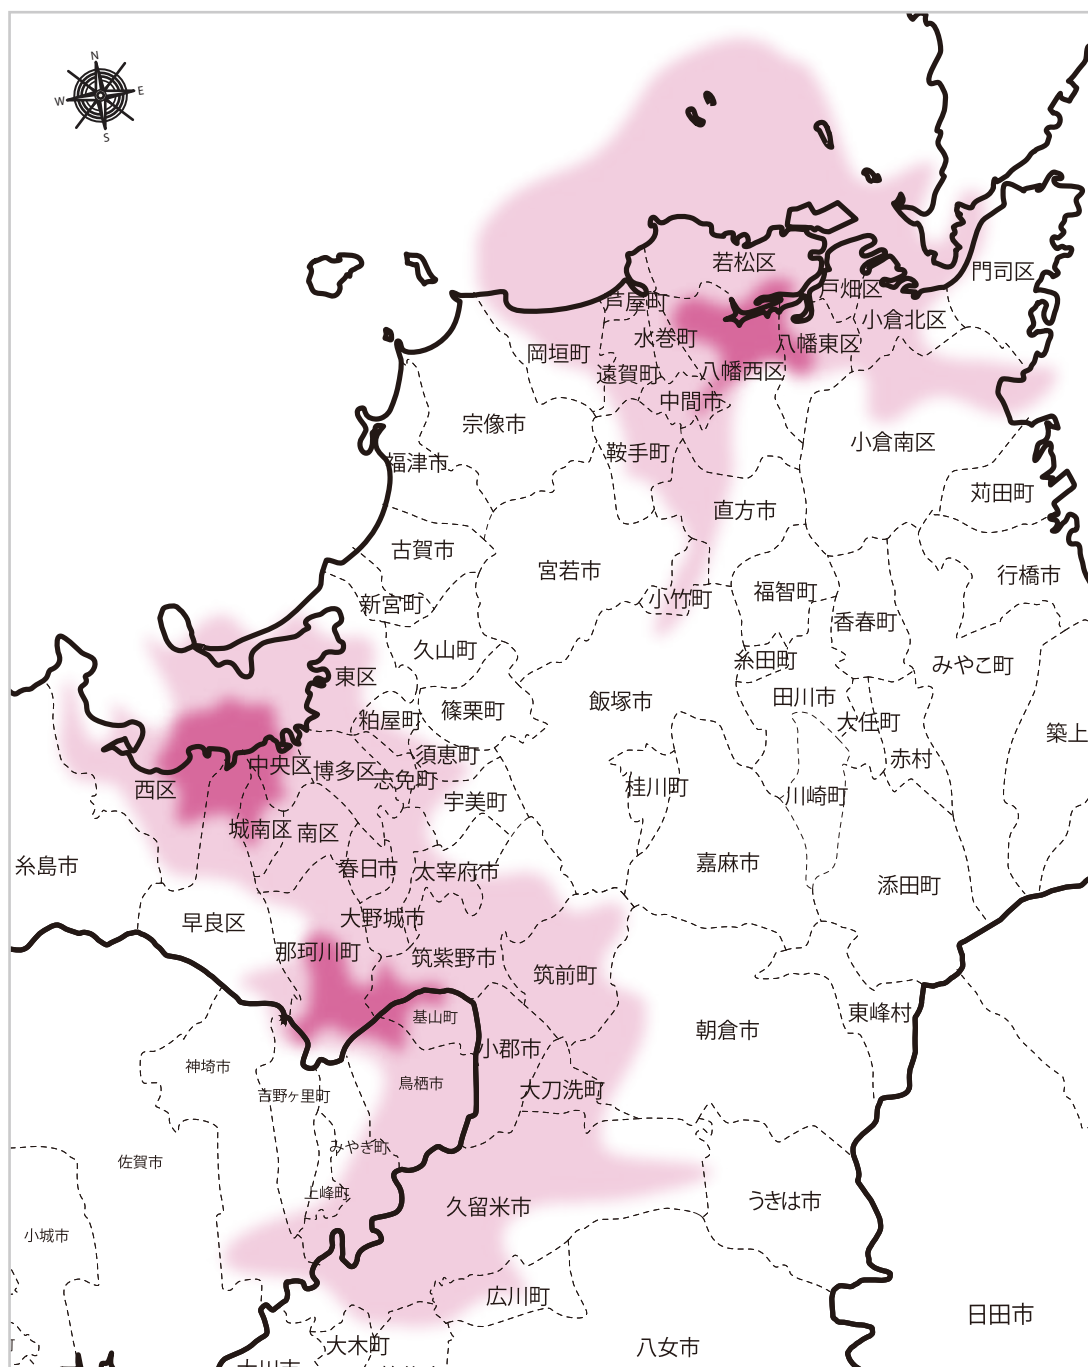 N
W
E
S
若松区
門司区
戸畑区
芦屋町
小倉北区
水巻町
八幡東区
岡垣町
遠賀町
八幡西区
中間市
宗像市
小倉南区
鞍手町
福津市
苅田町
直方市
古賀市
宮若市
行橋市
福智町
小竹町
新宮町
香春町
久山町
糸田町
みやこ町
東区
田川市
飯塚市
篠栗町
粕屋町
大任町
築上
須恵町
赤村
中央区
博多区
志免町
桂川町
西区
川崎町
宇美町
城南区
南区
糸島市
春日市
太宰府市
嘉麻市
添田町
早良区
大野城市
那珂川町
筑紫野市
筑前町
東峰村
基山町
朝倉市
小郡市
神埼市
鳥栖市
大刀洗町
吉野ヶ里町
みやき町
佐賀市
上峰町
うきは市
久留米市
小城市
広川町
日田市
大木町
八女市